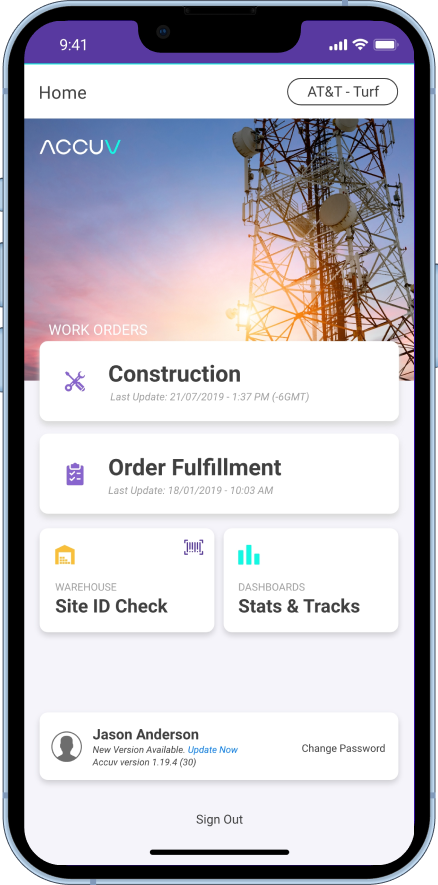 9:41
Home
AT&T - Turf
ACCUV
WORK ORDERS
Construction
Last Update: 21/07/2019 - 1:37 PM (-6GMT)
Order Fulfillment
Last Update: 18/01/2019 - 10:03 AM
WAREHOUSE
Site ID Check
DASHBOARDS
Stats & Tracks
Jason Anderson
New Version Available. Update Now
Accuv version 1.19.4 (30)
Change Password
Sign Out